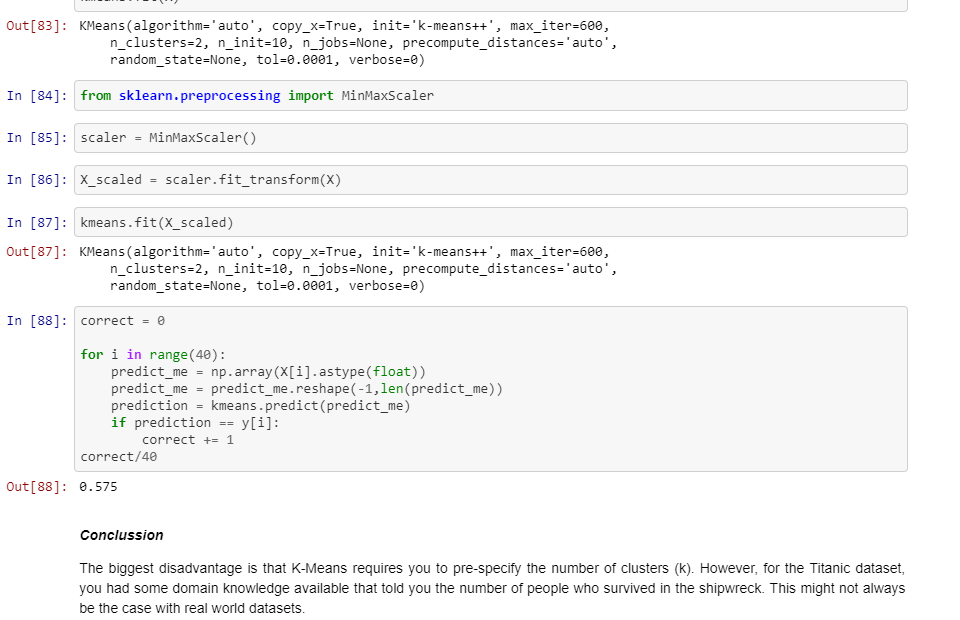 Out[83]: KMeans(algorithm='auto', copy_x=True, init='k-means++', max_iter=600,
n_clusters=2, n_init=10, n_jobs=None, precompute_distances='auto',
random_state=None, tol=0.0001, verbose=0)
In [84]: from sklearn.preprocessing import MinMaxScaler
In [85]: scaler = MinMaxScaler()
In [86]: X_scaled = scaler.fit_transform(X)
In [87]: kmeans.fit(X_scaled)
Out[87]: KMeans(algorithm='auto', copy_x=True, init='k-means++', max_iter=600,
n_clusters=2, n_init=10, n_jobs=None, precompute_distances='auto',
random_state=None, tol=0.0001, verbose=0)
In [88]: correct = 0
for i in range(40):
predict_me = np.array(X[i].astype(float))
predict_me = predict_me.reshape(-1,len(predict_me))
prediction = kmeans.predict(predict_me)
if prediction == y[i]:
correct += 1
correct/40
Out[88]: 0.575
Conclussion
The biggest disadvantage is that K-Means requires you to pre-specify the number of clusters (k). However, for the Titanic dataset,
you had some domain knowledge available that told you the number of people who survived in the shipwreck. This might not always
be the case with real world datasets.